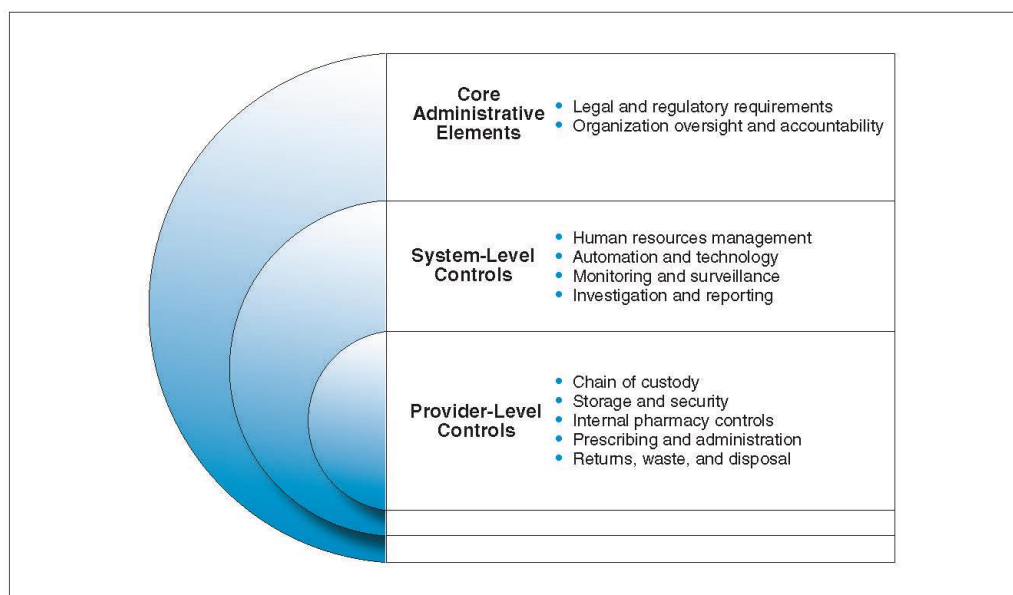 Core
Administrative
Elements
• Legal and regulatory requirements
• Organization oversight and accountability
System-Level
Controls
• Human resources management
• Automation and technology
• Monitoring and surveillance
• Investigation and reporting
Provider-Level
Controls
• Chain of custody
• Storage and security
• Internal pharmacy controls
• Prescribing and administration
• Returns, waste, and disposal